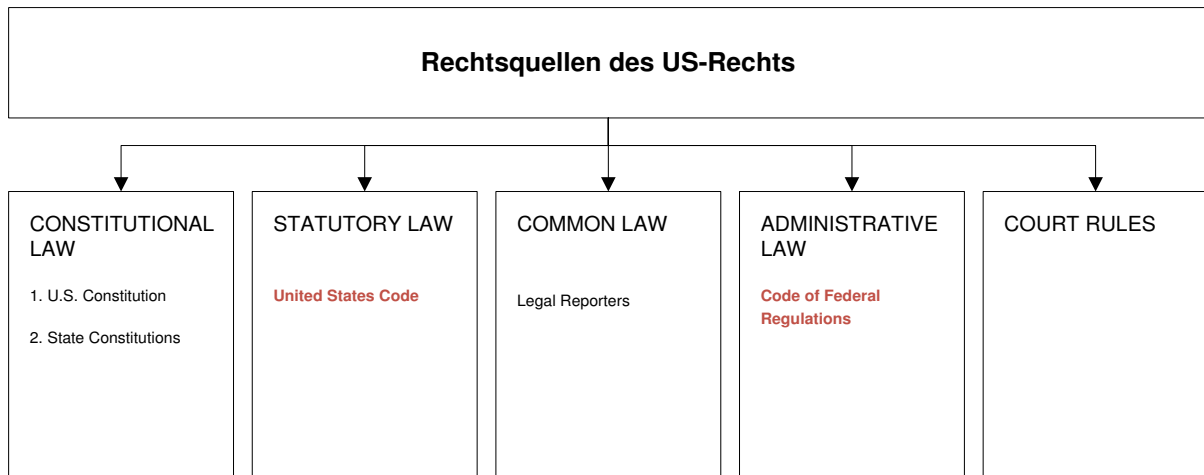 Rechtsquellen des US-Rechts
CONSTITUTIONAL
LAW
1. U.S. Constitution
2. State Constitutions
STATUTORY LAW
United States Code
COMMON LAW
Legal Reporters
ADMINISTRATIVE
LAW
Code of Federal
Regulations
COURT RULES